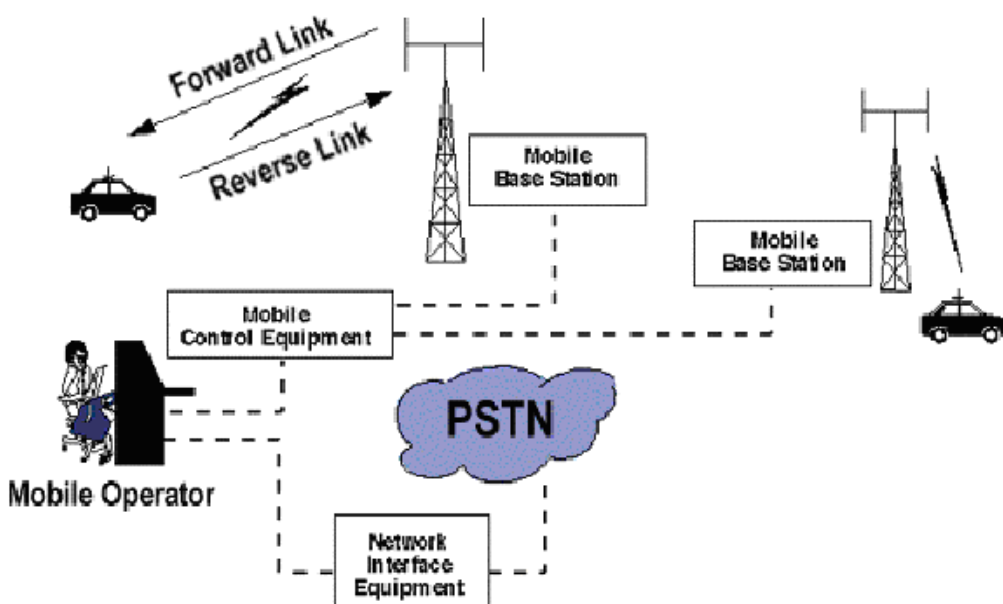 Forward Link
Reverse Link
Mobile
Base Station
Mobile
Base Station
Mobile
Control Equipment
PSTN
Mobile Operator
Network
Interface
Equipment